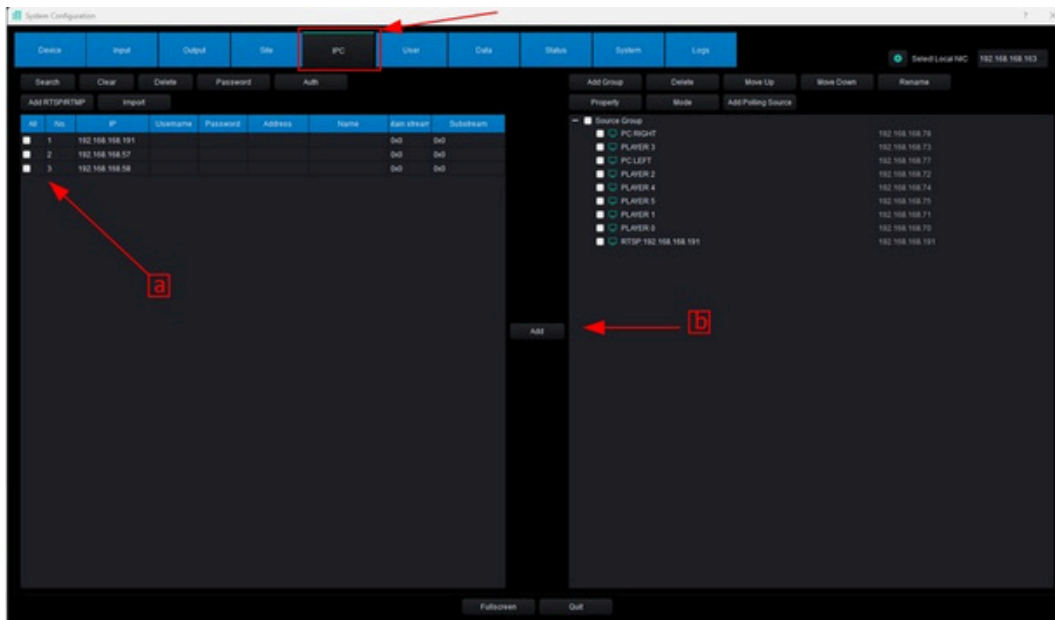 System Configuration ?
Device Input Output Site IPC User Data Status System Logs
Select Local NIC 192.168.168.163
Search Clear Delete Password Auth
Add RTSP/RTMP Import
Add Group Delete Move Up Move Down Rename
Property Mode Add Polling Source
All No. IP Username Password Address Name Main stream Substream
1 192.168.168.191 0x0 0x0
2 192.168.168.57 0x0 0x0
3 192.168.168.58 0x0 0x0
a
Add
b
Source Group
PC RIGHT 192.168.168.76
PLAYER 3 192.168.168.73
PC LEFT 192.168.168.77
PLAYER 2 192.168.168.72
PLAYER 4 192.168.168.74
PLAYER 5 192.168.168.75
PLAYER 1 192.168.168.71
PLAYER 0 192.168.168.70
RTSP:192.168.168.191 192.168.168.191
Fullscreen Quit